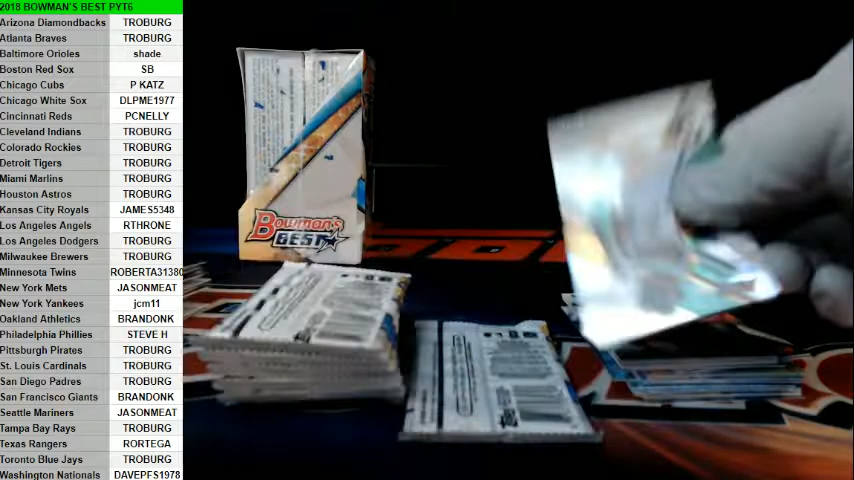 2018 BOWMAN'S BEST PYT6
Arizona Diamondbacks TROBURG
Atlanta Braves TROBURG
Baltimore Orioles shade
Boston Red Sox SB
Chicago Cubs P KATZ
Chicago White Sox DLPME1977
Cincinnati Reds PCNELLY
Cleveland Indians TROBURG
Colorado Rockies TROBURG
Detroit Tigers TROBURG
Miami Marlins TROBURG
Houston Astros TROBURG
Kansas City Royals JAMES5348
Los Angeles Angels RTHRONE
Los Angeles Dodgers TROBURG
Milwaukee Brewers TROBURG
Minnesota Twins ROBERTA31380
New York Mets JASONMEAT
New York Yankees jcm11
Oakland Athletics BRANDONK
Philadelphia Phillies STEVE H
Pittsburgh Pirates TROBURG
St. Louis Cardinals TROBURG
San Diego Padres TROBURG
San Francisco Giants BRANDONK
Seattle Mariners JASONMEAT
Tampa Bay Rays TROBURG
Texas Rangers RORTEGA
Toronto Blue Jays TROBURG
Washington Nationals DAVEPFS1978
BOWMAN'S
BEST